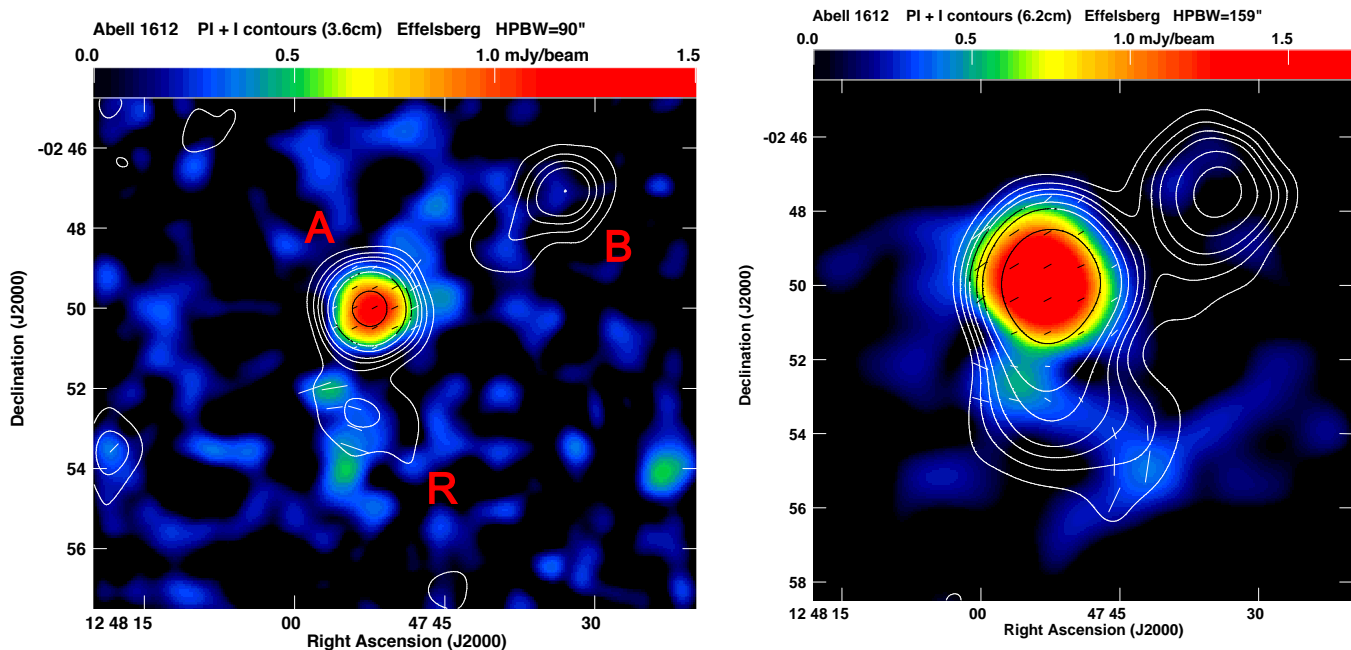 Abell 1612 PI + I contours (3.6cm) Effelsberg HPBW=90"
0.0 0.5 1.0 mJy/beam 1.5
-02 46
48
50
52
54
56
Declination (J2000)
A
B
R
12 48 15 00 47 45 30
Right Ascension (J2000)
Abell 1612 PI + I contours (6.2cm) Effelsberg HPBW=159"
0.0 0.5 1.0 mJy/beam 1.5
-02 46
48
50
52
54
56
58
Declination (J2000)
12 48 15 00 47 45 30
Right Ascension (J2000)